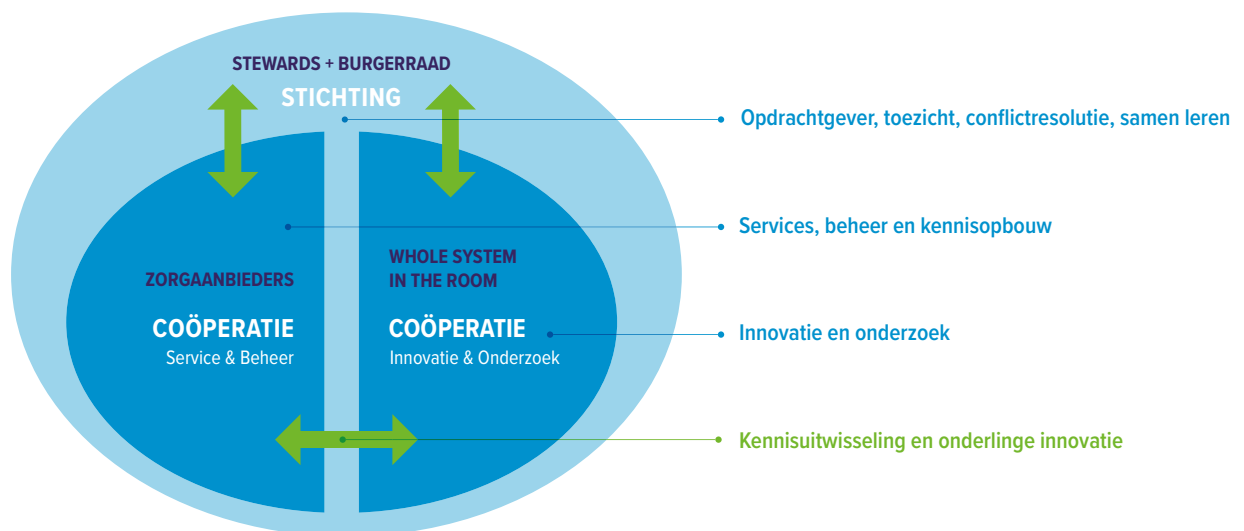 STEWARDS + BURGERRAAD
STICHTING
Opdrachtgever, toezicht, conflictresolutie, samen leren
Services, beheer en kennisopbouw
ZORGAANBIEDERS
COÖPERATIE
Service & Beheer
WHOLE SYSTEM
IN THE ROOM
COÖPERATIE
Innovatie & Onderzoek
Innovatie en onderzoek
Kennisuitwisseling en onderlinge innovatie